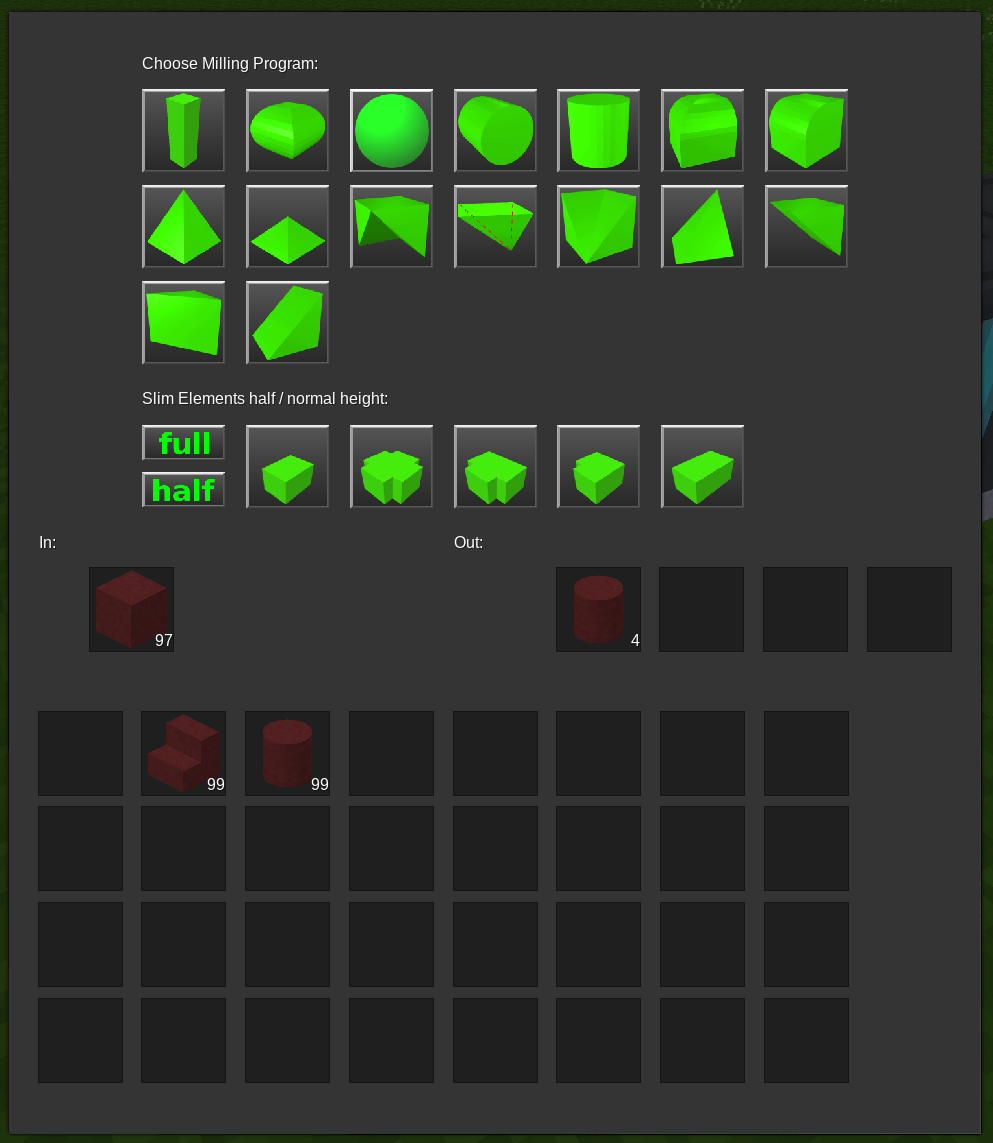 Choose Milling Program:
Slim Elements half / normal height:
full
half
In:
Out:
97
4
99
99